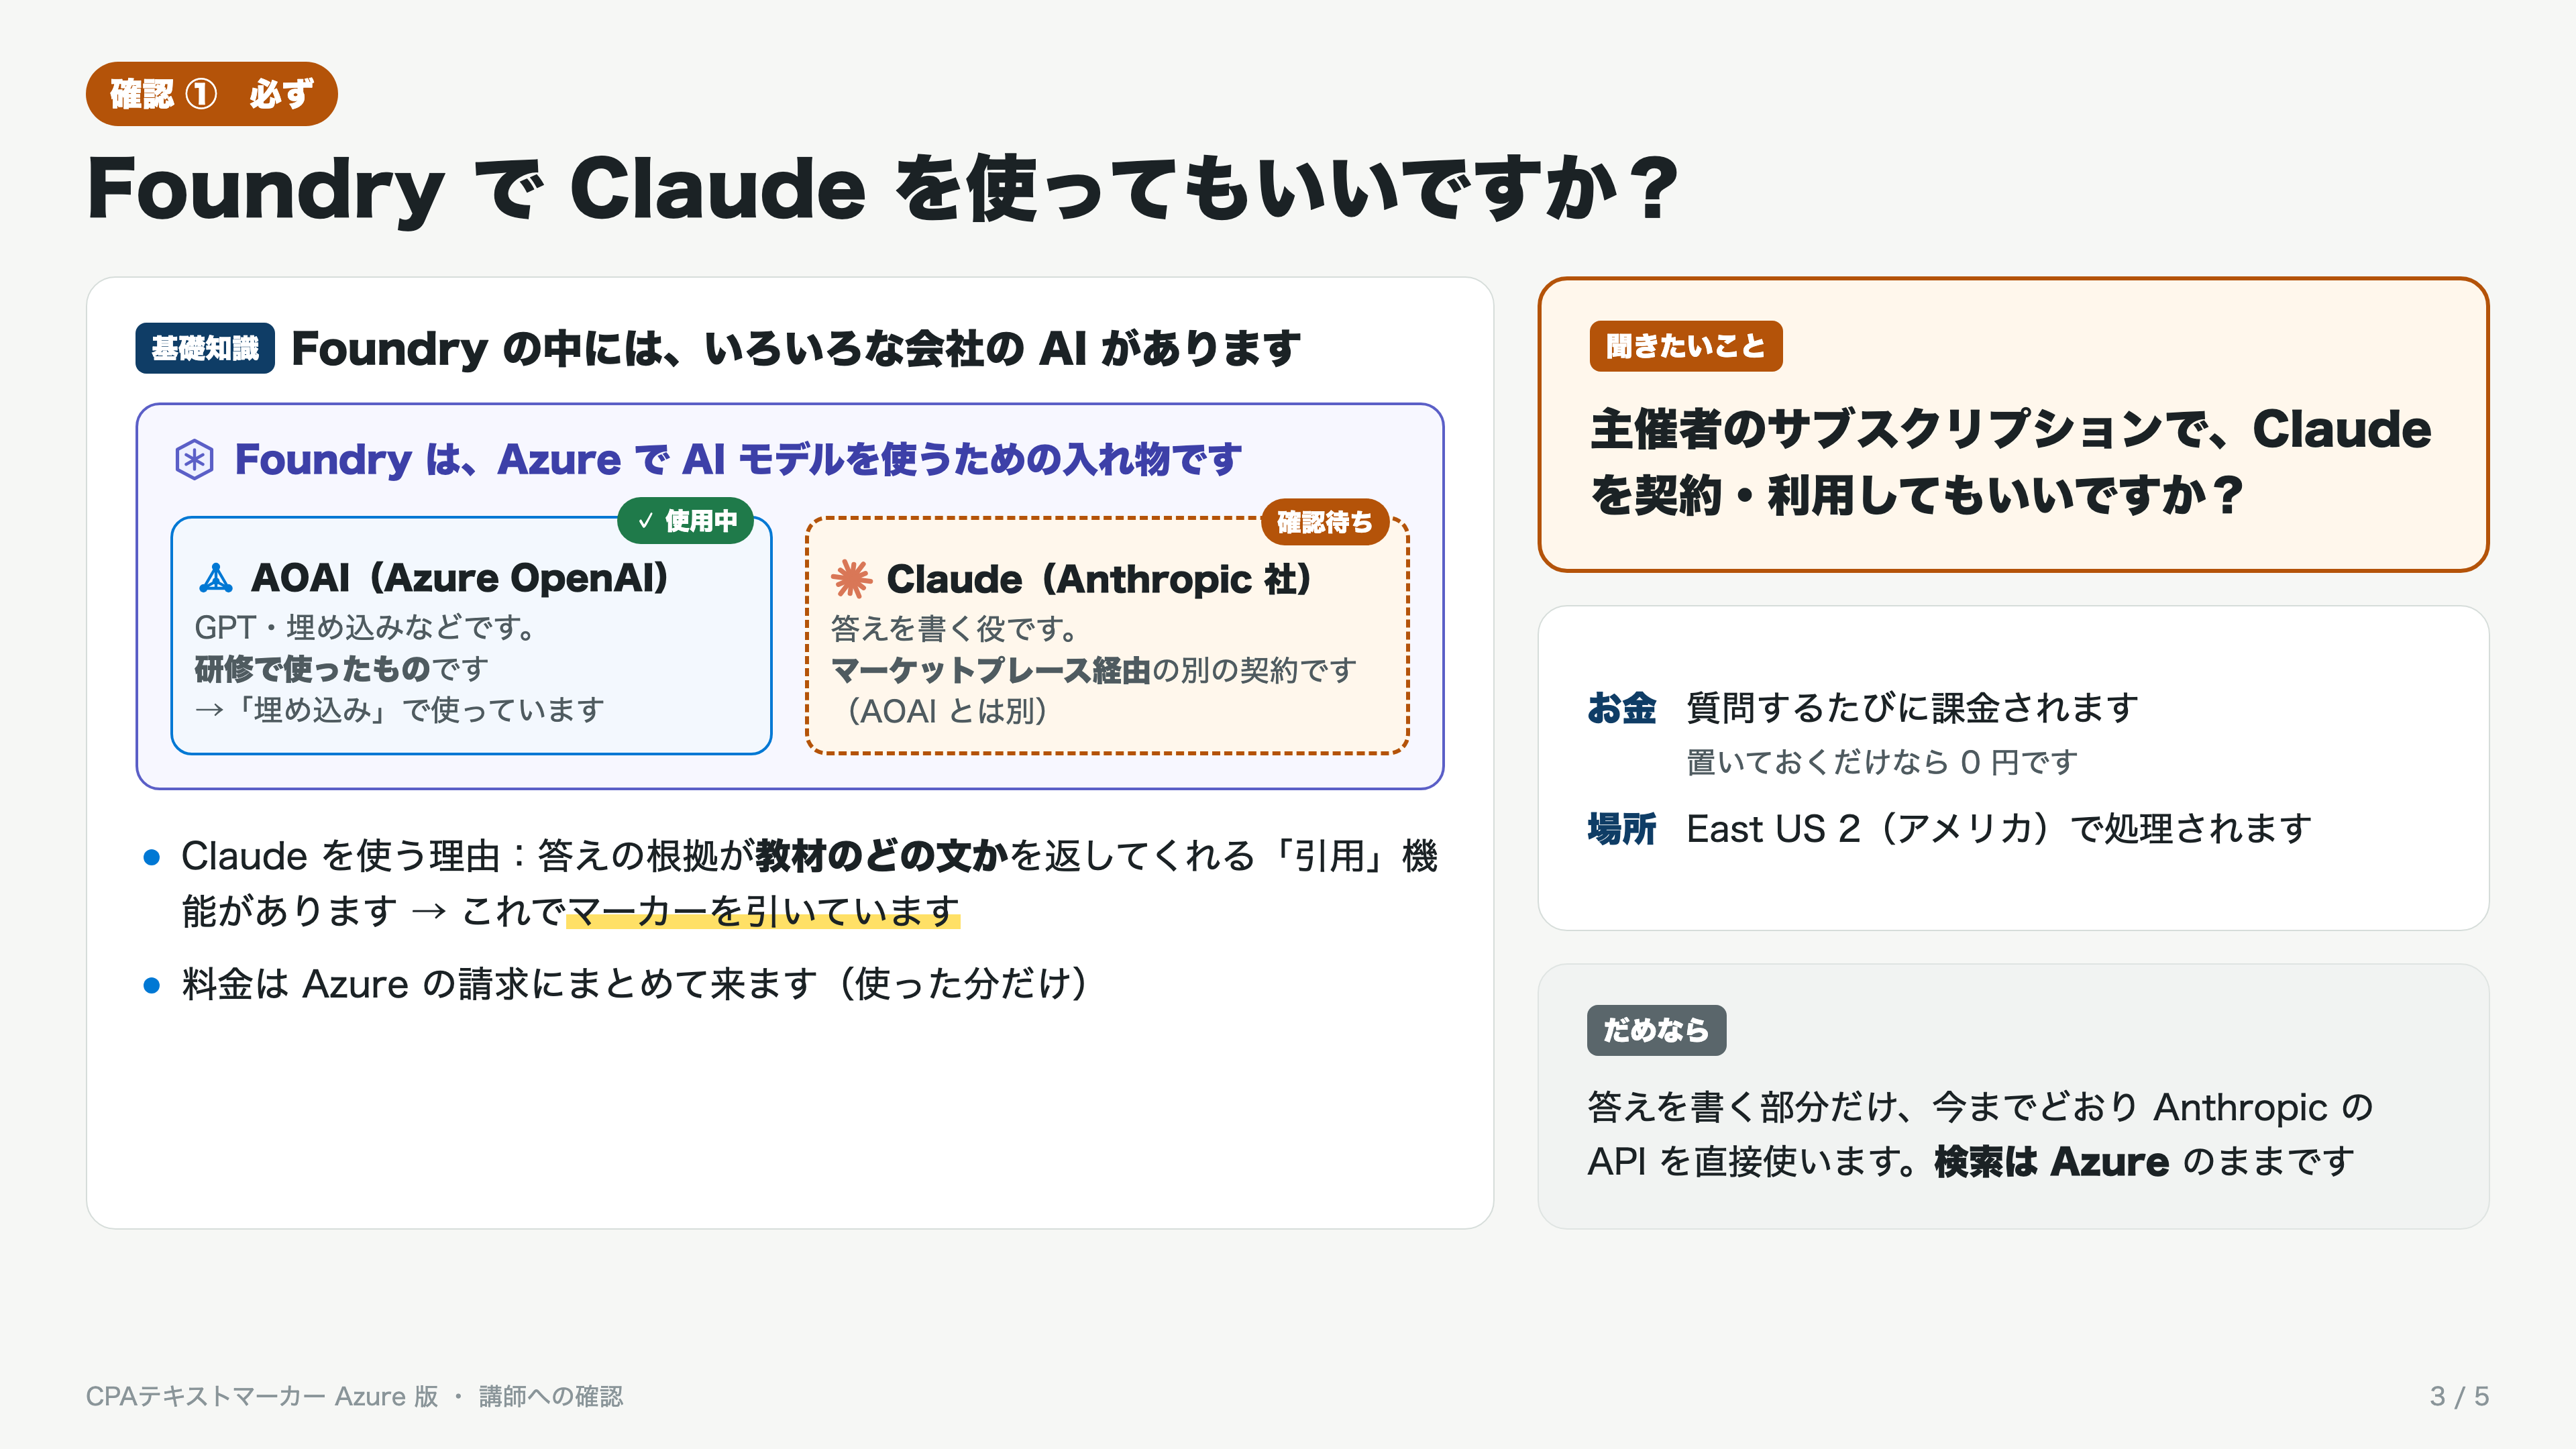 確認 ① 必ず
Foundry で Claude を使ってもいいですか？
基礎知識 Foundry の中には、いろいろな会社の AI があります
Foundry は、Azure で AI モデルを使うための入れ物です
✓ 使用中
AOAI（Azure OpenAI）
GPT・埋め込みなどです。
研修で使ったものです
→「埋め込み」で使っています
確認待ち
Claude（Anthropic 社）
答えを書く役です。
マーケットプレース経由の別の契約です
（AOAI とは別）
Claude を使う理由：答えの根拠が教材のどの文かを返してくれる「引用」機
能があります → これでマーカーを引いています
料金は Azure の請求にまとめて来ます（使った分だけ）
聞きたいこと
主催者のサブスクリプションで、Claude
を契約・利用してもいいですか？
お金 質問するたびに課金されます
置いておくだけなら 0 円です
場所 East US 2（アメリカ）で処理されます
だめなら
答えを書く部分だけ、今までどおり Anthropic の
API を直接使います。検索は Azure のままです
CPAテキストマーカー Azure 版 ・ 講師への確認
3 / 5